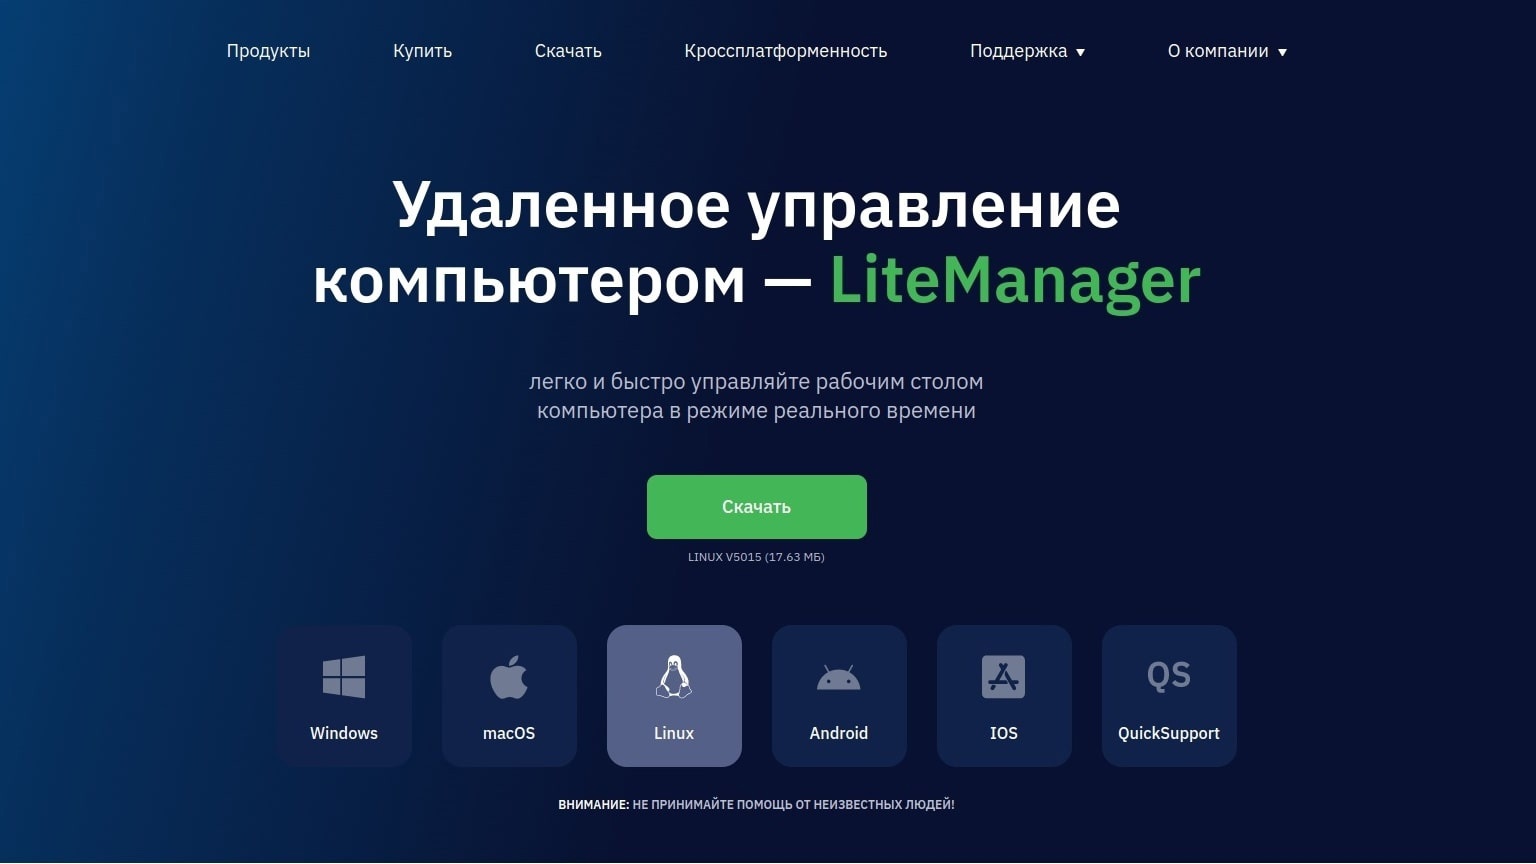 Продукты Купить Скачать Кроссплатформенность Поддержка О компании
Удаленное управление
компьютером — LiteManager
легко и быстро управляйте рабочим столом
компьютера в режиме реального времени
Скачать
LINUX V5015 (17.63 МБ)
QS
Windows macOS Linux Android IOS QuickSupport
ВНИМАНИЕ: НЕ ПРИНИМАЙТЕ ПОМОЩЬ ОТ НЕИЗВЕСТНЫХ ЛЮДЕЙ!